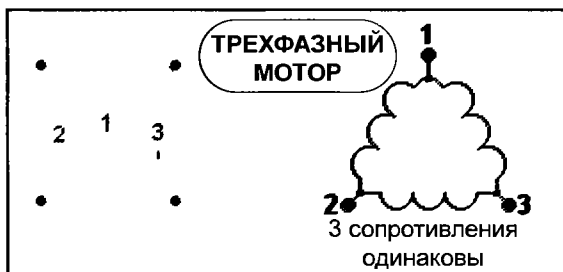 ТРЕХФАЗНЫЙ
МОТОР
2 1 3
1
2 3
3 сопротивления
одинаковы